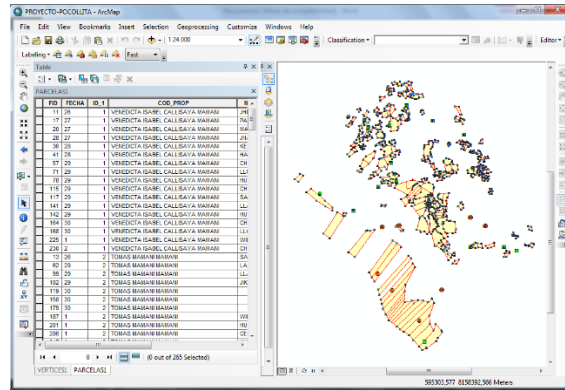 PROYECTO-POCOLLITA - ArcMap
File Edit View Bookmarks Insert Selection Geoprocessing Customize Windows Help
1:24.000 Classification Editor
Labeling Fast
Table
PARCELAS1
FID FECHA ID_1 COD_PROP
11 26 1 VENEDICTA ISABEL CALLISAYA MAMANI
17 27 1 VENEDICTA ISABEL CALLISAYA MAMANI
20 27 1 VENEDICTA ISABEL CALLISAYA MAMANI
26 27 1 VENEDICTA ISABEL CALLISAYA MAMANI
36 28 1 VENEDICTA ISABEL CALLISAYA MAMANI
41 28 1 VENEDICTA ISABEL CALLISAYA MAMANI
57 29 1 VENEDICTA ISABEL CALLISAYA MAMANI
71 29 1 VENEDICTA ISABEL CALLISAYA MAMANI
76 29 1 VENEDICTA ISABEL CALLISAYA MAMANI
115 29 1 VENEDICTA ISABEL CALLISAYA MAMANI
117 29 1 VENEDICTA ISABEL CALLISAYA MAMANI
141 29 1 VENEDICTA ISABEL CALLISAYA MAMANI
142 29 1 VENEDICTA ISABEL CALLISAYA MAMANI
164 30 1 VENEDICTA ISABEL CALLISAYA MAMANI
188 30 1 VENEDICTA ISABEL CALLISAYA MAMANI
225 1 1 VENEDICTA ISABEL CALLISAYA MAMANI
230 2 1 VENEDICTA ISABEL CALLISAYA MAMANI
13 26 2 TOMAS MAMANI MAMANI
82 29 2 TOMAS MAMANI MAMANI
99 29 2 TOMAS MAMANI MAMANI
102 29 2 TOMAS MAMANI MAMANI
119 30 2 TOMAS MAMANI MAMANI
158 30 2 TOMAS MAMANI MAMANI
179 30 2 TOMAS MAMANI MAMANI
187 1 2 TOMAS MAMANI MAMANI
201 1 2 TOMAS MAMANI MAMANI
206 1 2 TOMAS MAMANI MAMANI
0 (0 out of 265 Selected)
VERTICES1 PARCELAS1
595303,577 8158392,566 Meters